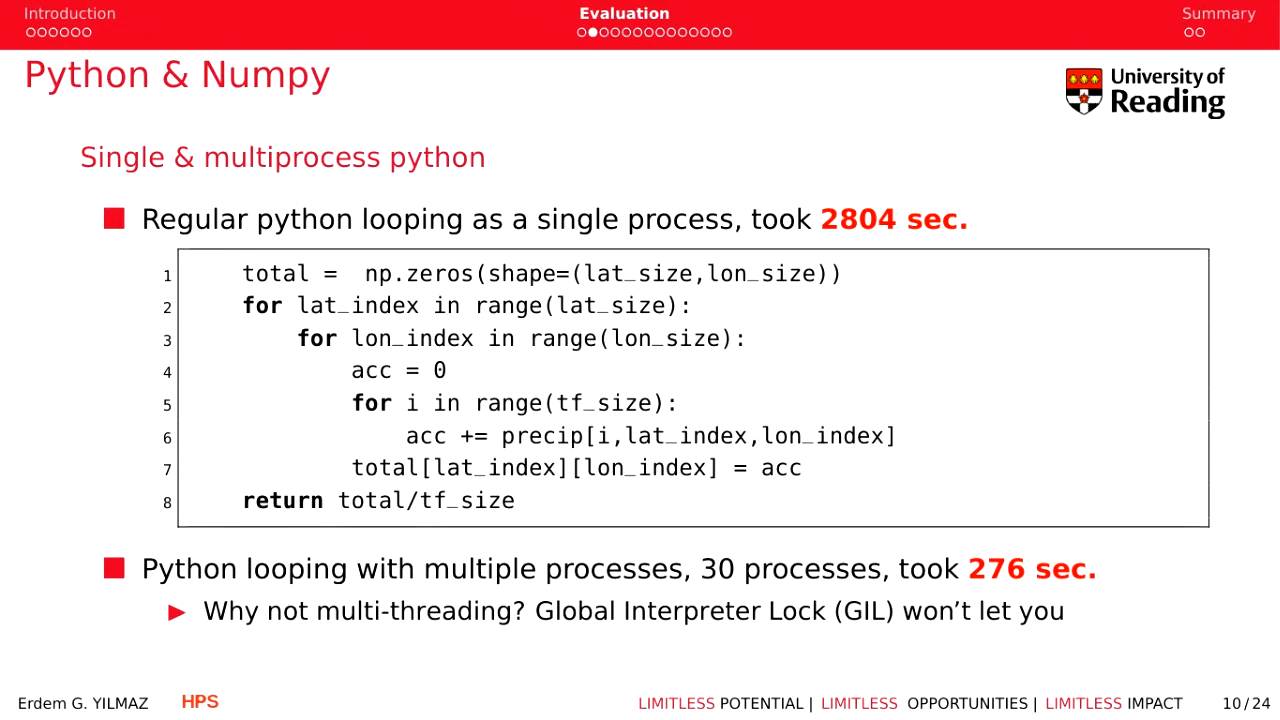 Introduction Evaluation Summary
Python & Numpy
University of
Reading
Single & multiprocess python
Regular python looping as a single process, took 2804 sec.
1 total =  np.zeros(shape=(lat_size,lon_size))
2 for lat_index in range(lat_size):
3 for lon_index in range(lon_size):
4 acc = 0
5 for i in range(tf_size):
6 acc += precip[i,lat_index,lon_index]
7 total[lat_index][lon_index] = acc
8 return total/tf_size
Python looping with multiple processes, 30 processes, took 276 sec.
Why not multi-threading? Global Interpreter Lock (GIL) won’t let you
Erdem G. YILMAZ HPS LIMITLESS POTENTIAL | LIMITLESS OPPORTUNITIES | LIMITLESS IMPACT 10/24